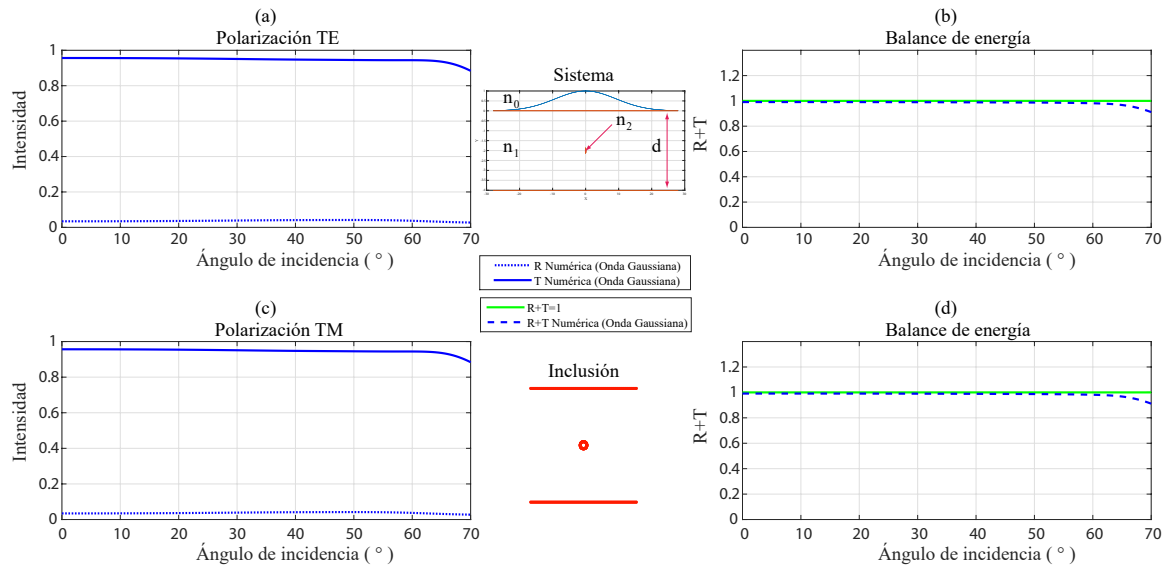 (a)
Polarización TE
Intensidad
1
0.8
0.6
0.4
0.2
0
0 10 20 30 40 50 60 70
Ángulo de incidencia ( ° )
Sistema
n0
n1
n2
d
(b)
Balance de energía
R+T
1.2
1
0.8
0.6
0.4
0.2
0
0 10 20 30 40 50 60 70
Ángulo de incidencia ( ° )
R Numérica (Onda Gaussiana)
T Numérica (Onda Gaussiana)
R+T=1
R+T Numérica (Onda Gaussiana)
(c)
Polarización TM
Intensidad
1
0.8
0.6
0.4
0.2
0
0 10 20 30 40 50 60 70
Ángulo de incidencia ( ° )
Inclusión
(d)
Balance de energía
R+T
1.2
1
0.8
0.6
0.4
0.2
0
0 10 20 30 40 50 60 70
Ángulo de incidencia ( ° )